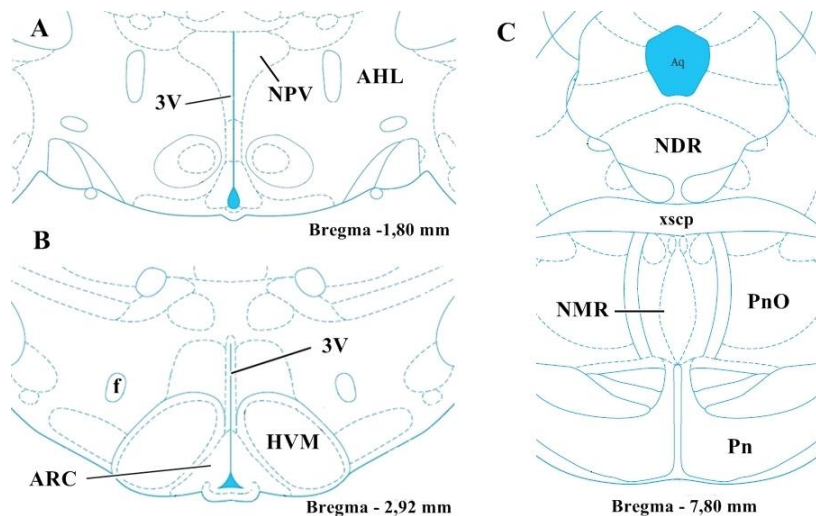 A
3V
NPV
AHL
Bregma -1,80 mm
B
3V
f
HVM
ARC
Bregma - 2,92 mm
C
Aq
NDR
xscp
NMR
PnO
Pn
Bregma - 7,80 mm